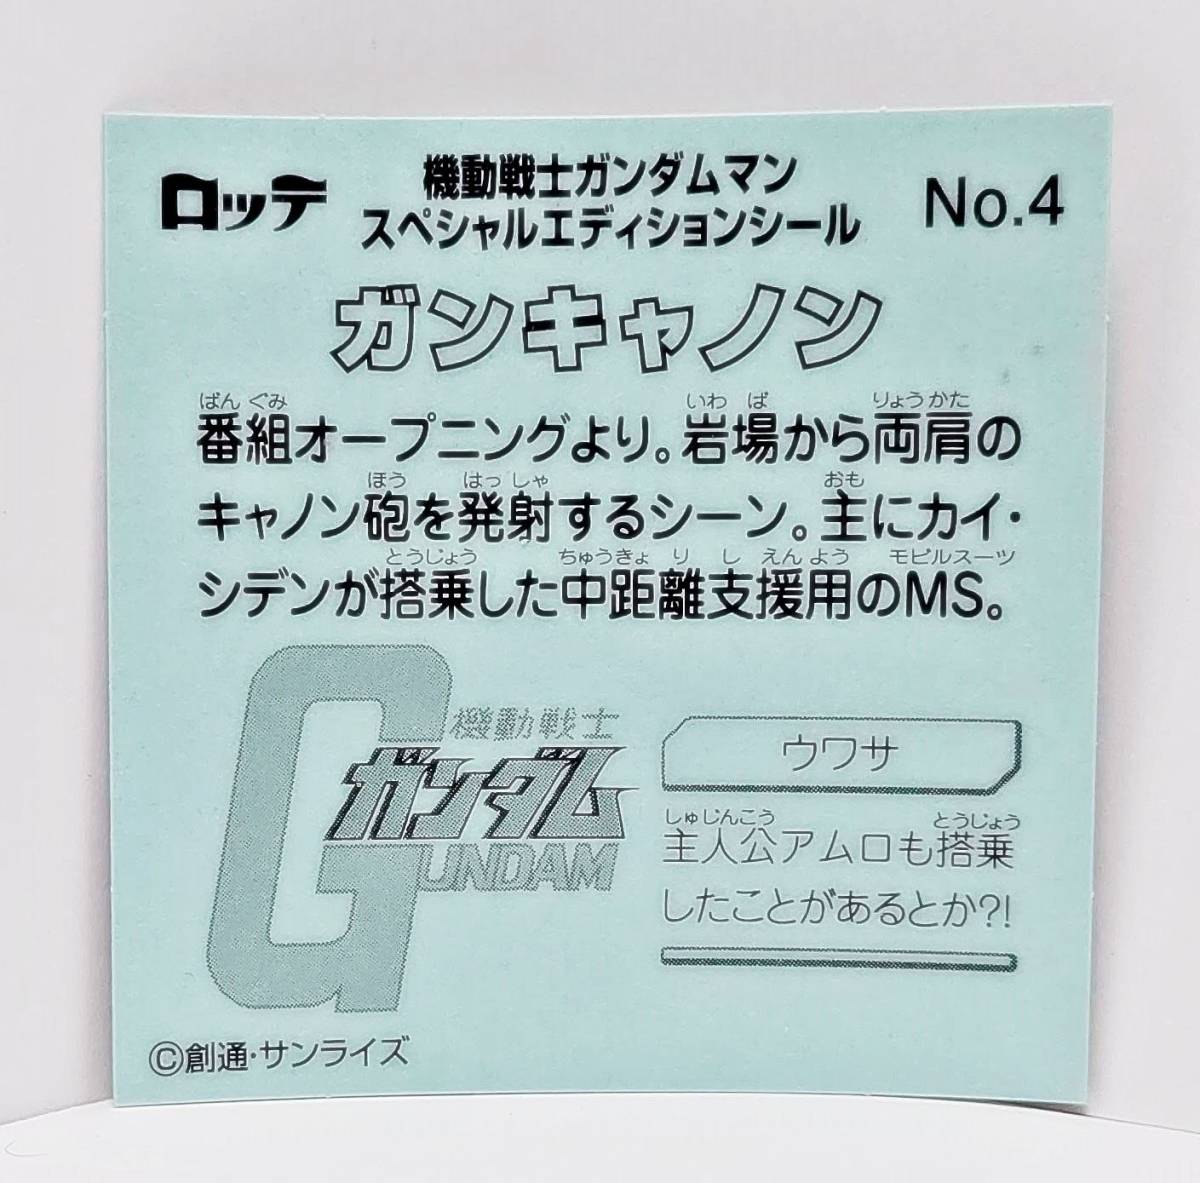 ロッテ
機動戦士ガンダムマン
スペシャルエディションシール
No.4
ガンキャノン
ばんぐみ いわば りょうかた
番組オープニングより。岩場から両肩の
ほう はっしゃ おも
キャノン砲を発射するシーン。主にカイ・
とうじょう ちゅうきょりしえんよう モビルスーツ
シデンが搭乗した中距離支援用のMS。
機動戦士
ガンダム
GUNDAM
ウワサ
しゅじんこう とうじょう
主人公アムロも搭乗
したことがあるとか?!
©創通・サンライズ